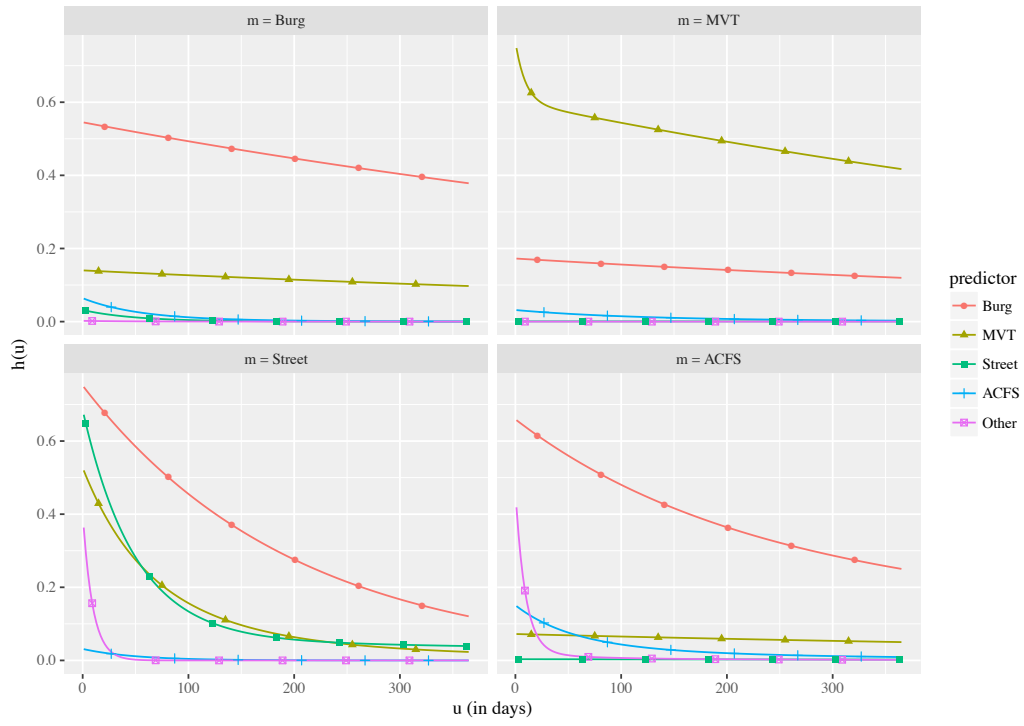 m = Burg
m = MVT
0.6
0.4
0.2
0.0
h(u)
m = Street
m = ACFS
0.6
0.4
0.2
0.0
0
100
200
300
0
100
200
300
u (in days)
predictor
Burg
MVT
Street
ACFS
Other